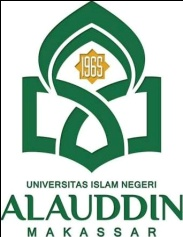 1965
UNIVERSITAS ISLAM NEGERI
ALAUDDIN
MAKASSAR